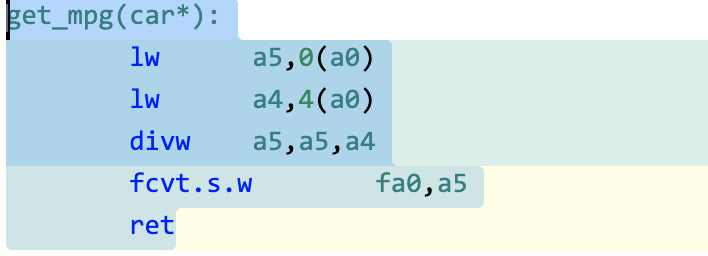 get_mpg(car*):
lw a5,0(a0)
lw a4,4(a0)
divw a5,a5,a4
fcvt.s.w fa0,a5
ret